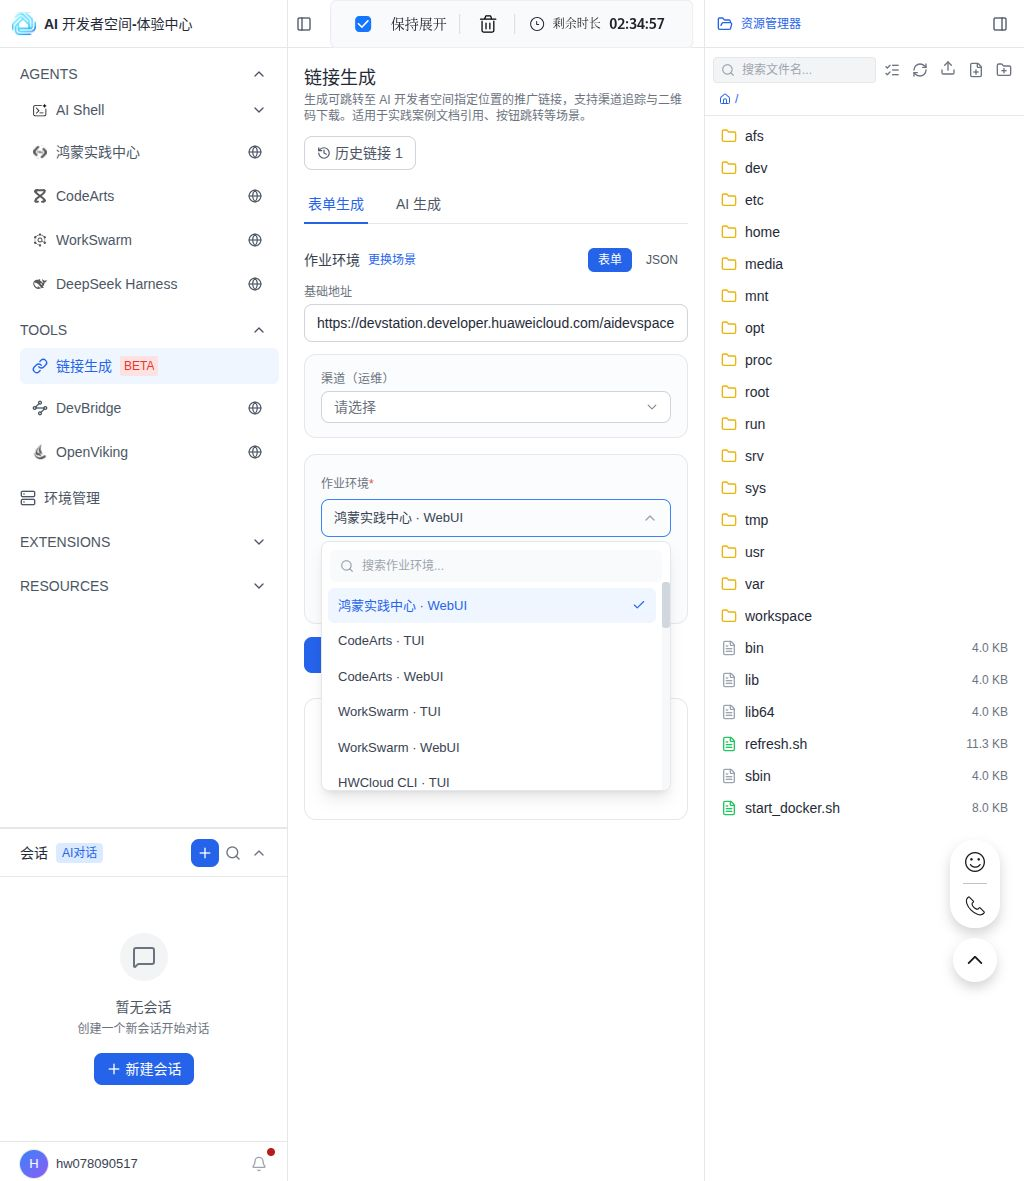 AI 开发者空间-体验中心
AGENTS
AI Shell
鸿蒙实践中心
CodeArts
WorkSwarm
DeepSeek Harness
TOOLS
链接生成 BETA
DevBridge
OpenViking
环境管理
EXTENSIONS
RESOURCES
会话 AI对话
暂无会话
创建一个新会话开始对话
新建会话
H hw078090517
保持展开 剩余时长 02:34:57
链接生成
生成可跳转至 AI 开发者空间指定位置的推广链接，支持渠道追踪与二维
码下载。适用于实践案例文档引用、按钮跳转等场景。
历史链接 1
表单生成 AI 生成
作业环境 更换场景 表单 JSON
基础地址
https://devstation.developer.huaweicloud.com/aidevspace
渠道（运维）
请选择
作业环境*
鸿蒙实践中心 · WebUI
搜索作业环境...
鸿蒙实践中心 · WebUI
CodeArts · TUI
CodeArts · WebUI
WorkSwarm · TUI
WorkSwarm · WebUI
HWCloud CLI · TUI
资源管理器
搜索文件名...
/
afs
dev
etc
home
media
mnt
opt
proc
root
run
srv
sys
tmp
usr
var
workspace
bin 4.0 KB
lib 4.0 KB
lib64 4.0 KB
refresh.sh 11.3 KB
sbin 4.0 KB
start_docker.sh 8.0 KB